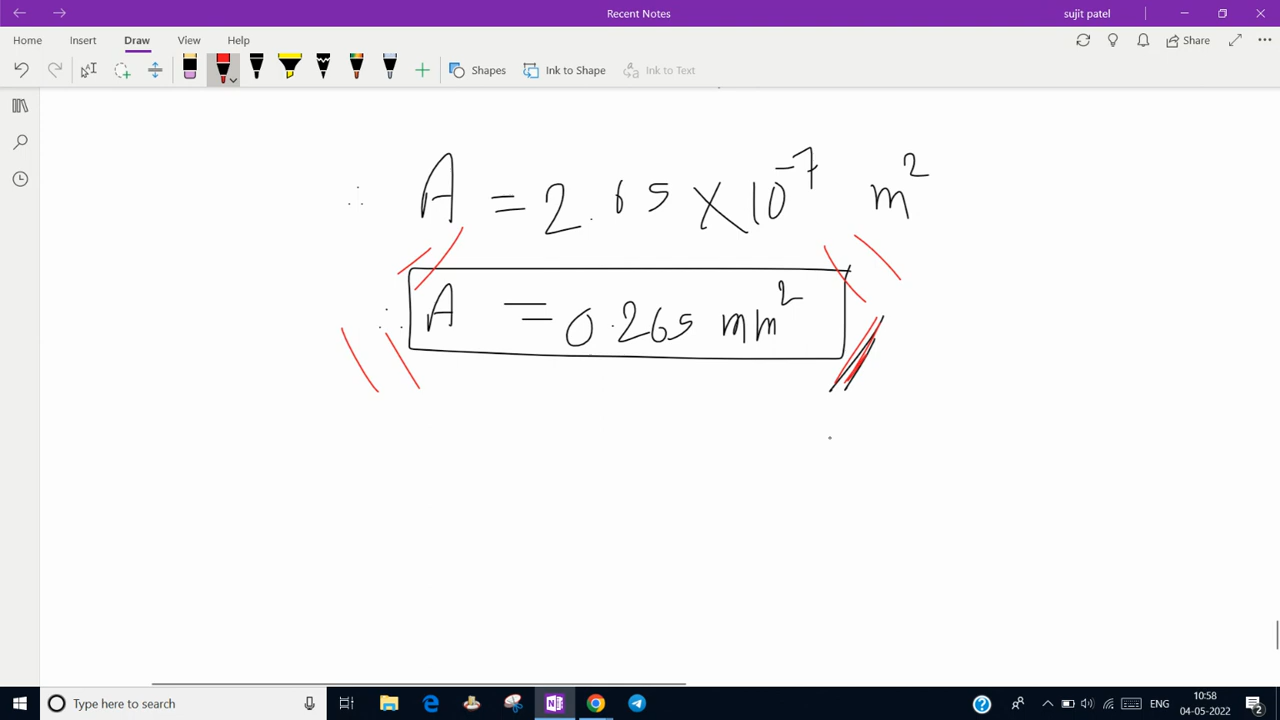 Recent Notes
sujit patel
Home Insert Draw View Help
Share
Shapes Ink to Shape Ink to Text
∴ A = 2.65 × 10⁻⁷ m²
∴ A = 0.265 mm²
Type here to search
ENG
10:58
04-05-2022
2